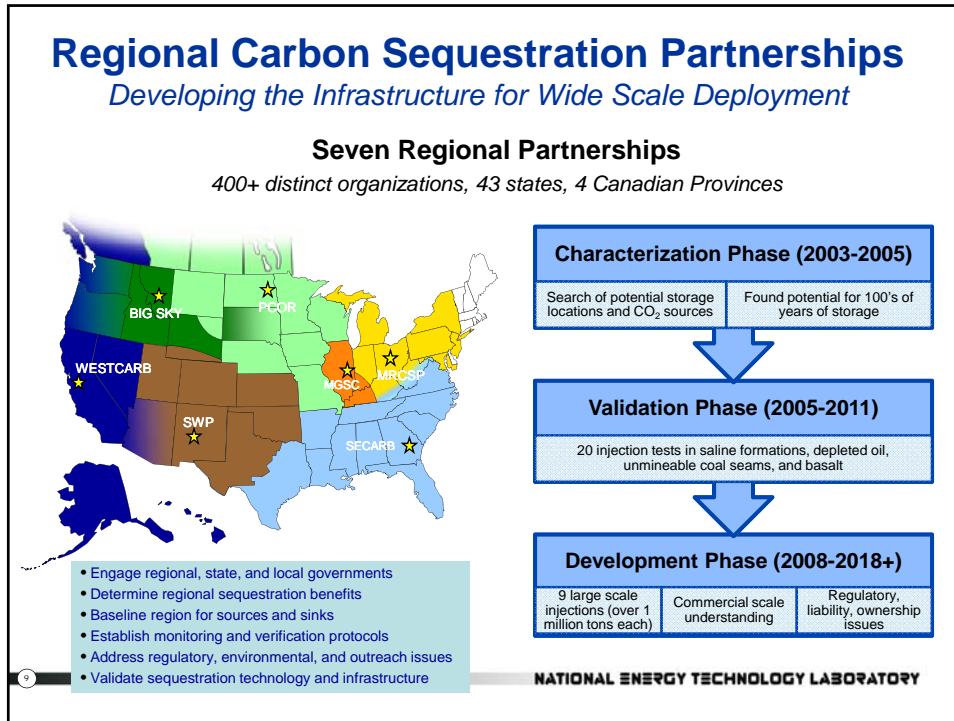 Regional Carbon Sequestration Partnerships
Developing the Infrastructure for Wide Scale Deployment
Seven Regional Partnerships
400+ distinct organizations, 43 states, 4 Canadian Provinces
BIG SKY
PCOR
WESTCARB
MGSC
MRCSP
SWP
SECARB
• Engage regional, state, and local governments
• Determine regional sequestration benefits
• Baseline region for sources and sinks
• Establish monitoring and verification protocols
• Address regulatory, environmental, and outreach issues
• Validate sequestration technology and infrastructure
Characterization Phase (2003-2005)
Search of potential storage
locations and CO₂ sources
Found potential for 100's of
years of storage
Validation Phase (2005-2011)
20 injection tests in saline formations, depleted oil,
unmineable coal seams, and basalt
Development Phase (2008-2018+)
9 large scale
injections (over 1
million tons each)
Commercial scale
understanding
Regulatory,
liability, ownership
issues
9
NATIONAL ENERGY TECHNOLOGY LABORATORY